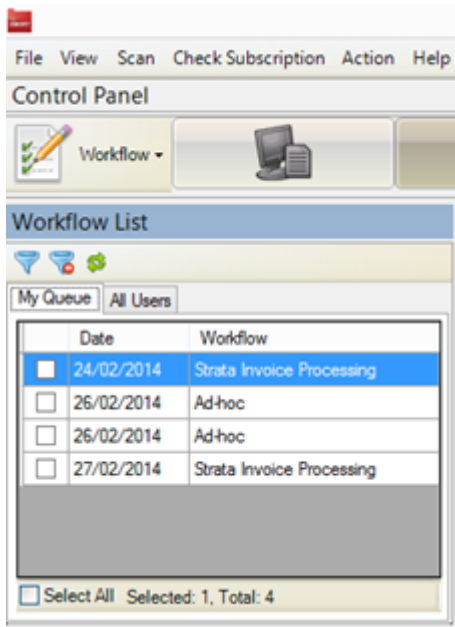 File View Scan Check Subscription Action Help
Control Panel
Workflow
Workflow List
My Queue All Users
Date Workflow
24/02/2014 Strata Invoice Processing
26/02/2014 Ad-hoc
26/02/2014 Ad-hoc
27/02/2014 Strata Invoice Processing
Select All Selected: 1, Total: 4